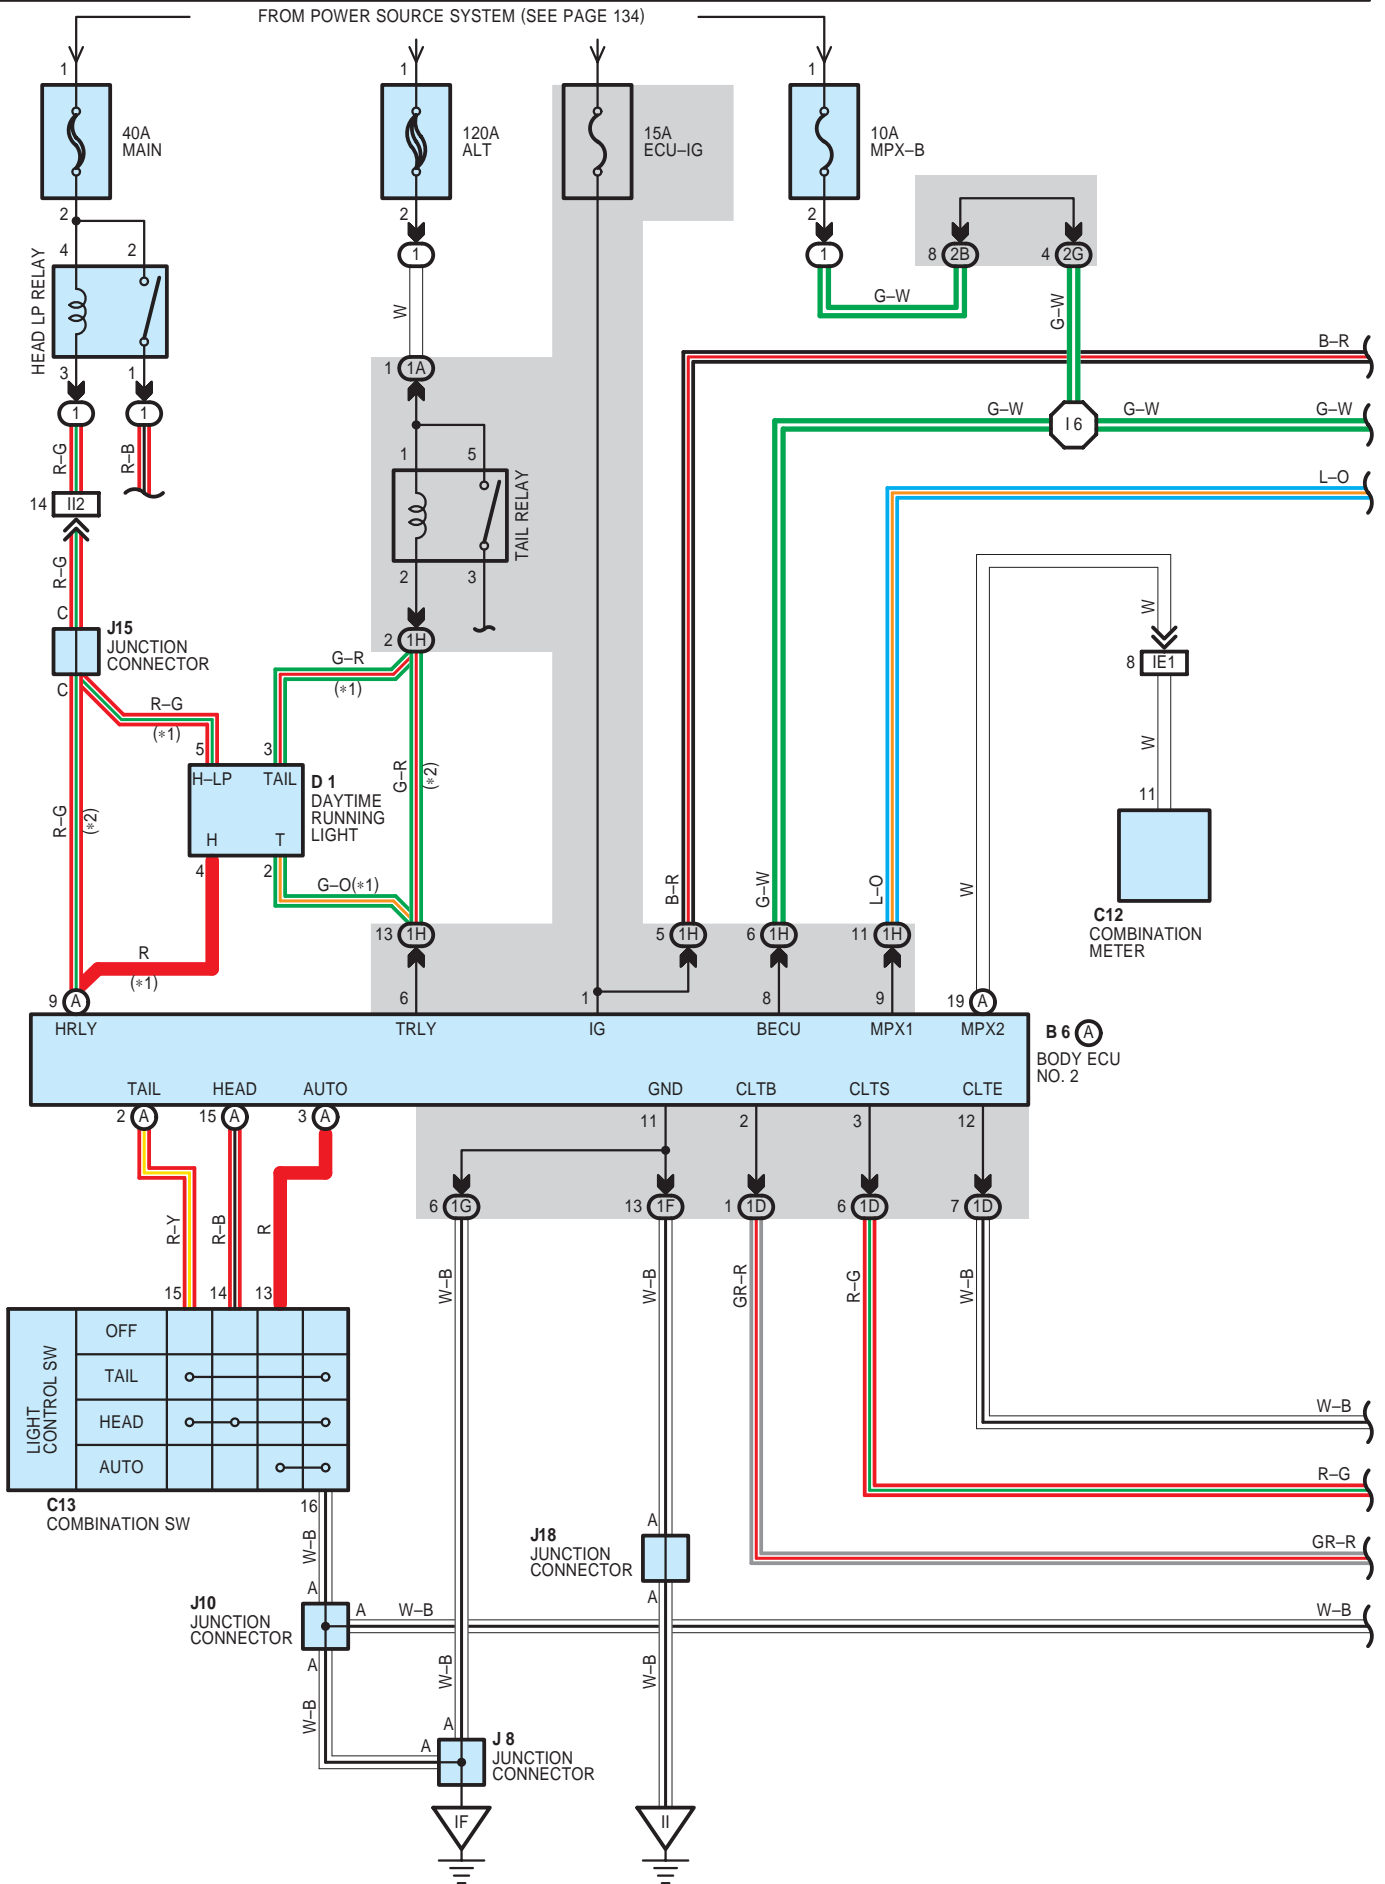 FROM POWER SOURCE SYSTEM (SEE PAGE 134)
1
1
1
40A
MAIN
120A
ALT
15A
ECU–IG
10A
MPX–B
2
2
2
1
1
8
2B
4
2G
4
2
HEAD LP RELAY
W
G–W
G–W
B–R
3
1
1
1A
1
1
G–W
I 6
G–W
G–W
R–G
R–B
1
5
TAIL RELAY
L–O
14
II2
R–G
2
3
W
C
J15
JUNCTION
CONNECTOR
2
1H
8
IE1
G–R
(∗1)
C
R–G
(∗1)
G–R
(∗2)
W
5
3
H–LP
TAIL
D 1
DAYTIME
RUNNING
LIGHT
11
R–G
(∗2)
H
T
4
2
G–O(∗1)
B–R
G–W
L–O
W
C12
COMBINATION
METER
13
1H
5
1H
6
1H
11
1H
R
(∗1)
9
A
6
1
8
9
19
A
HRLY
TRLY
IG
BECU
MPX1
MPX2
B 6
A
BODY ECU
NO. 2
TAIL
HEAD
AUTO
GND
CLTB
CLTS
CLTE
2
A
15
A
3
A
11
2
3
12
6
1G
13
1F
1
1D
6
1D
7
1D
R–Y
R–B
R
W–B
W–B
GR–R
R–G
W–B
15
14
13
LIGHT
CONTROL SW
OFF
TAIL
HEAD
AUTO
W–B
R–G
C13
COMBINATION SW
16
W–B
A
J18
JUNCTION
CONNECTOR
GR–R
A
A
J10
JUNCTION
CONNECTOR
A
W–B
W–B
A
W–B
W–B
W–B
A
A
J 8
JUNCTION
CONNECTOR
IF
II